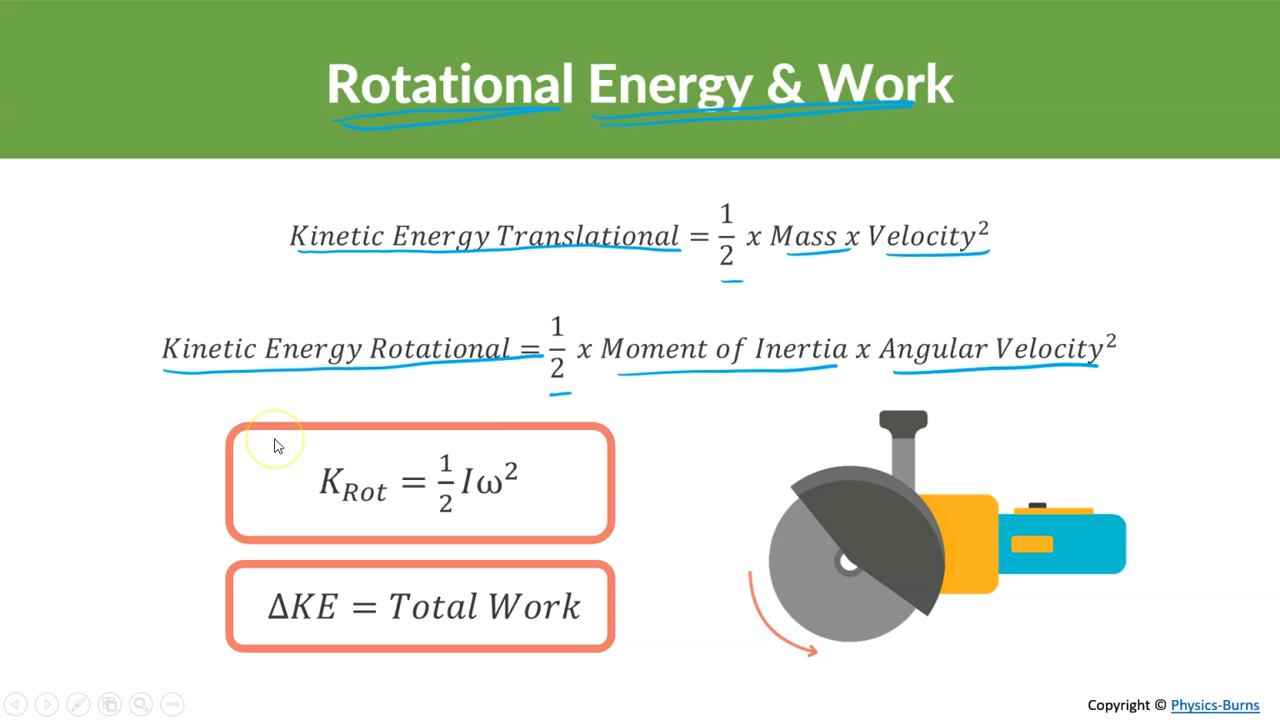 Rotational Energy & Work
Kinetic Energy Translational = 1/2 x Mass x Velocity²
Kinetic Energy Rotational = 1/2 x Moment of Inertia x Angular Velocity²
K_Rot = 1/2 Iω²
ΔKE = Total Work
Copyright © Physics-Burns